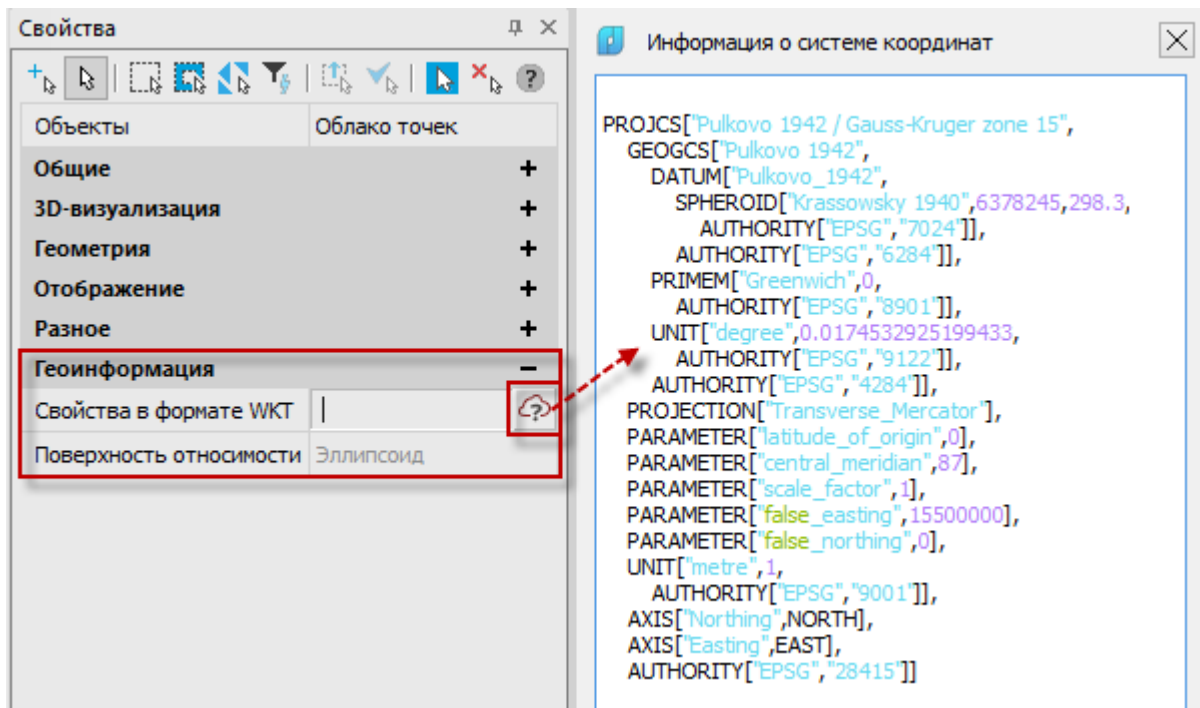 Свойства
Объекты Облако точек
Общие
3D-визуализация
Геометрия
Отображение
Разное
Геоинформация
Свойства в формате WKT
Поверхность относимости Эллипсоид
Информация о системе координат
PROJCS["Pulkovo 1942 / Gauss-Kruger zone 15",
GEOGCS["Pulkovo 1942",
DATUM["Pulkovo_1942",
SPHEROID["Krassowsky 1940",6378245,298.3,
AUTHORITY["EPSG","7024"]],
AUTHORITY["EPSG","6284"]],
PRIMEM["Greenwich",0,
AUTHORITY["EPSG","8901"]],
UNIT["degree",0.0174532925199433,
AUTHORITY["EPSG","9122"]],
AUTHORITY["EPSG","4284"]],
PROJECTION["Transverse_Mercator"],
PARAMETER["latitude_of_origin",0],
PARAMETER["central_meridian",87],
PARAMETER["scale_factor",1],
PARAMETER["false_easting",15500000],
PARAMETER["false_northing",0],
UNIT["metre",1,
AUTHORITY["EPSG","9001"]],
AXIS["Northing",NORTH],
AXIS["Easting",EAST],
AUTHORITY["EPSG","28415"]]